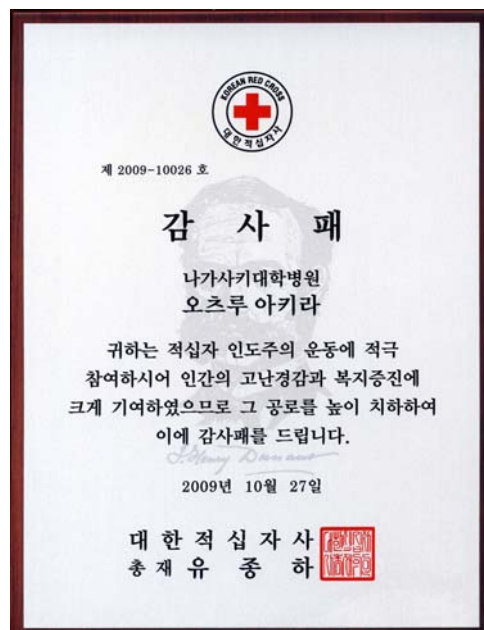 KOREAN RED CROSS
대한적십자사
제 2009-10026 호
감 사 패
나가사키대학병원
오츠루 아키라
귀하는 적십자 인도주의 운동에 적극
참여하시어 인간의 고난경감과 복지증진에
크게 기여하였으므로 그 공로를 높이 치하하여
이에 감사패를 드립니다.
J. Henry Dunant
2009년 10월 27일
대 한 적 십 자 사
총 재 유 종 하